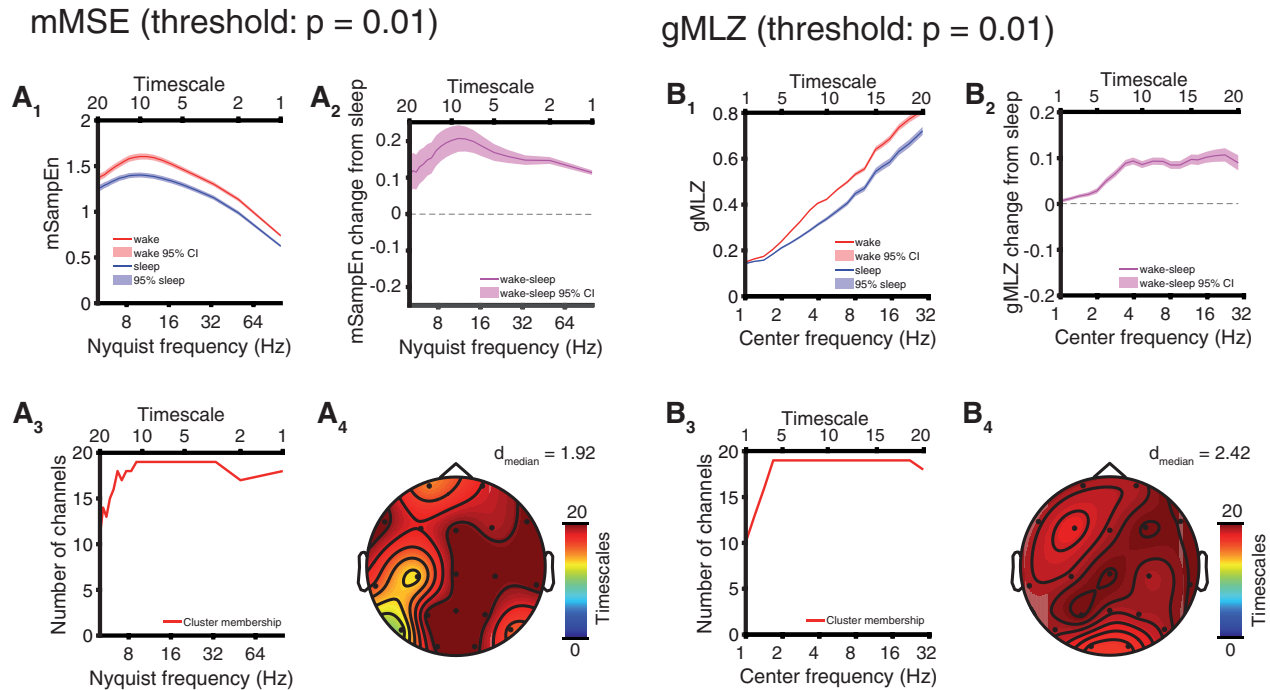 mMSE (threshold: p = 0.01)
gMLZ (threshold: p = 0.01)
A1
Timescale
20 10 5 2 1
mSampEn
2
1.5
1
0.5
0
wake
wake 95% CI
sleep
95% sleep
8 16 32 64
Nyquist frequency (Hz)
A2
Timescale
20 10 5 2 1
mSampEn change from sleep
0.2
0.1
0
-0.1
-0.2
wake-sleep
wake-sleep 95% CI
8 16 32 64
Nyquist frequency (Hz)
B1
Timescale
1 5 10 15 20
gMLZ
0.8
0.6
0.4
0.2
0
wake
wake 95% CI
sleep
95% sleep
1 2 4 8 16 32
Center frequency (Hz)
B2
Timescale
1 5 10 15 20
gMLZ change from sleep
0.2
0.1
0
-0.1
-0.2
wake-sleep
wake-sleep 95% CI
1 2 4 8 16 32
Center frequency (Hz)
A3
Timescale
20 10 5 2 1
Number of channels
20
15
10
5
0
Cluster membership
8 16 32 64
Nyquist frequency (Hz)
A4
dmedian = 1.92
20
Timescales
0
B3
Timescale
1 5 10 15 20
Number of channels
20
15
10
5
0
Cluster membership
1 2 4 8 16 32
Center frequency (Hz)
B4
dmedian = 2.42
20
Timescales
0